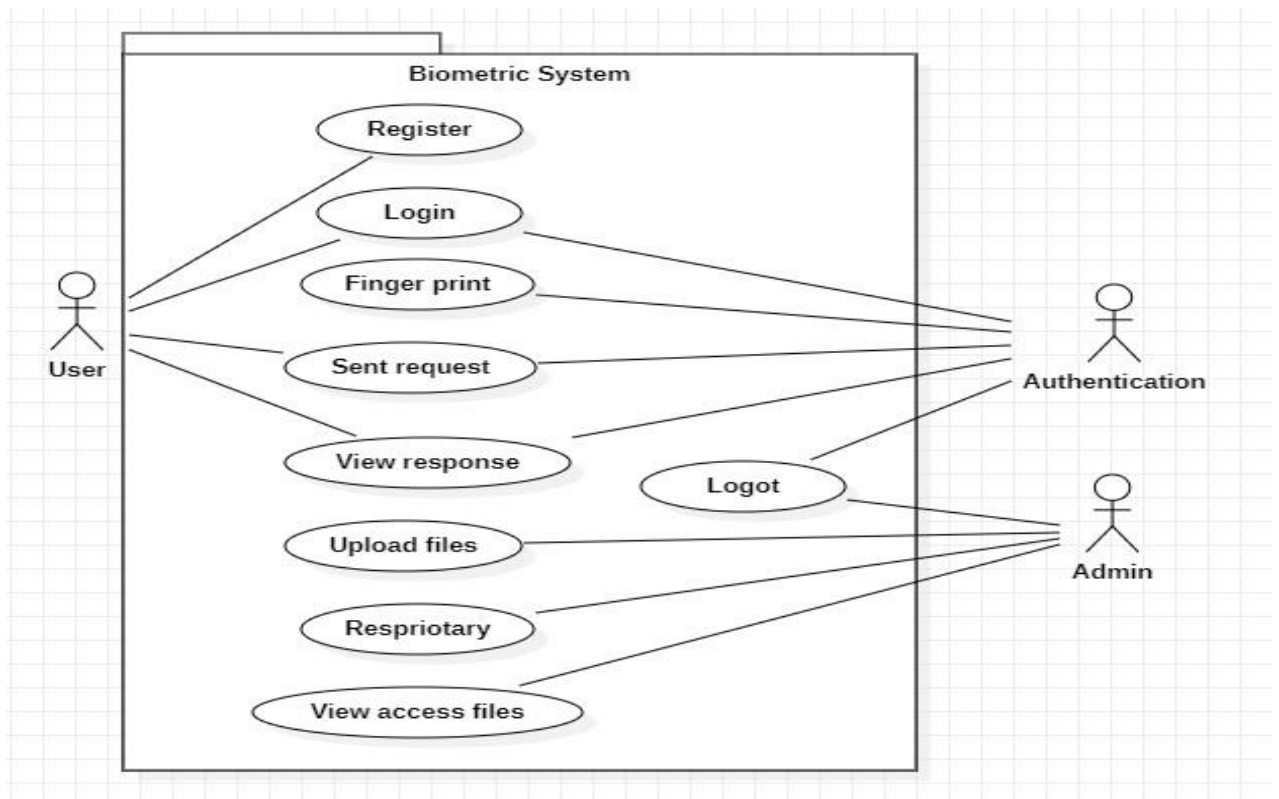 Biometric System
Register
Login
Finger print
User
Sent request
Authentication
View response
Logot
Upload files
Admin
Respriotary
View access files